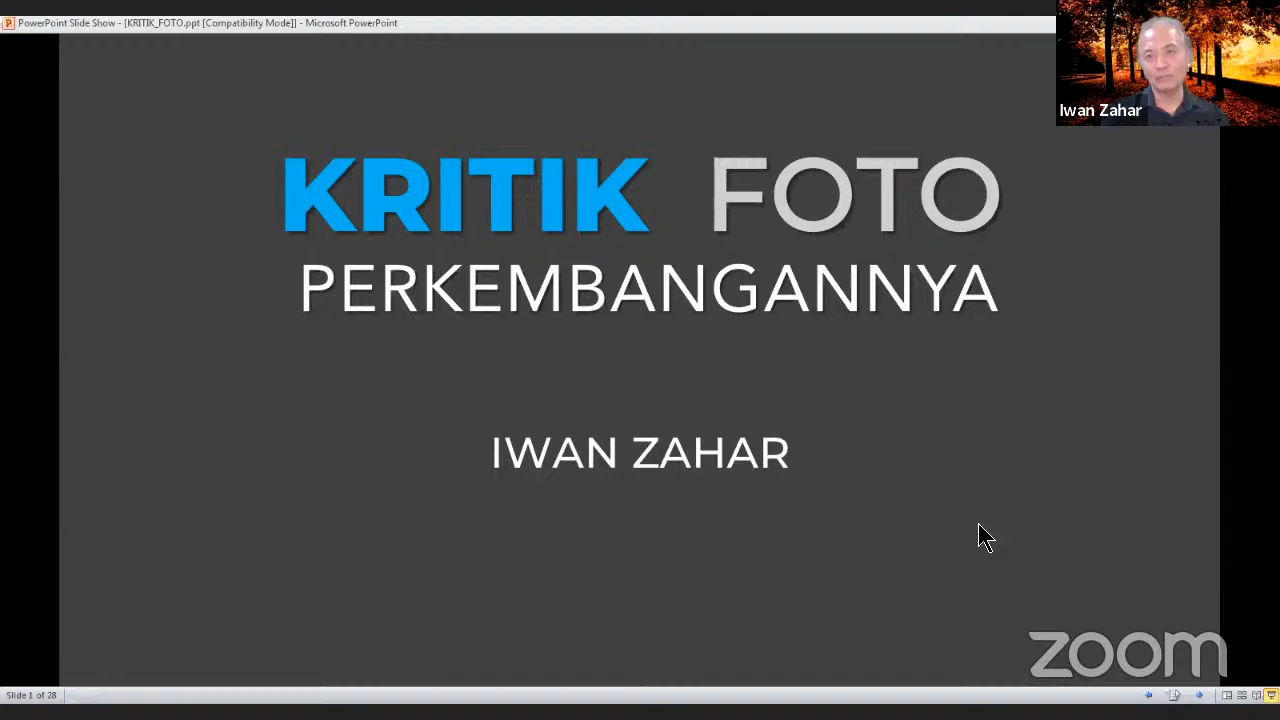 PowerPoint Slide Show - [KRITIK_FOTO.ppt [Compatibility Mode]] - Microsoft PowerPoint
Iwan Zahar
KRITIK FOTO
PERKEMBANGANNYA
IWAN ZAHAR
zoom
Slide 1 of 28